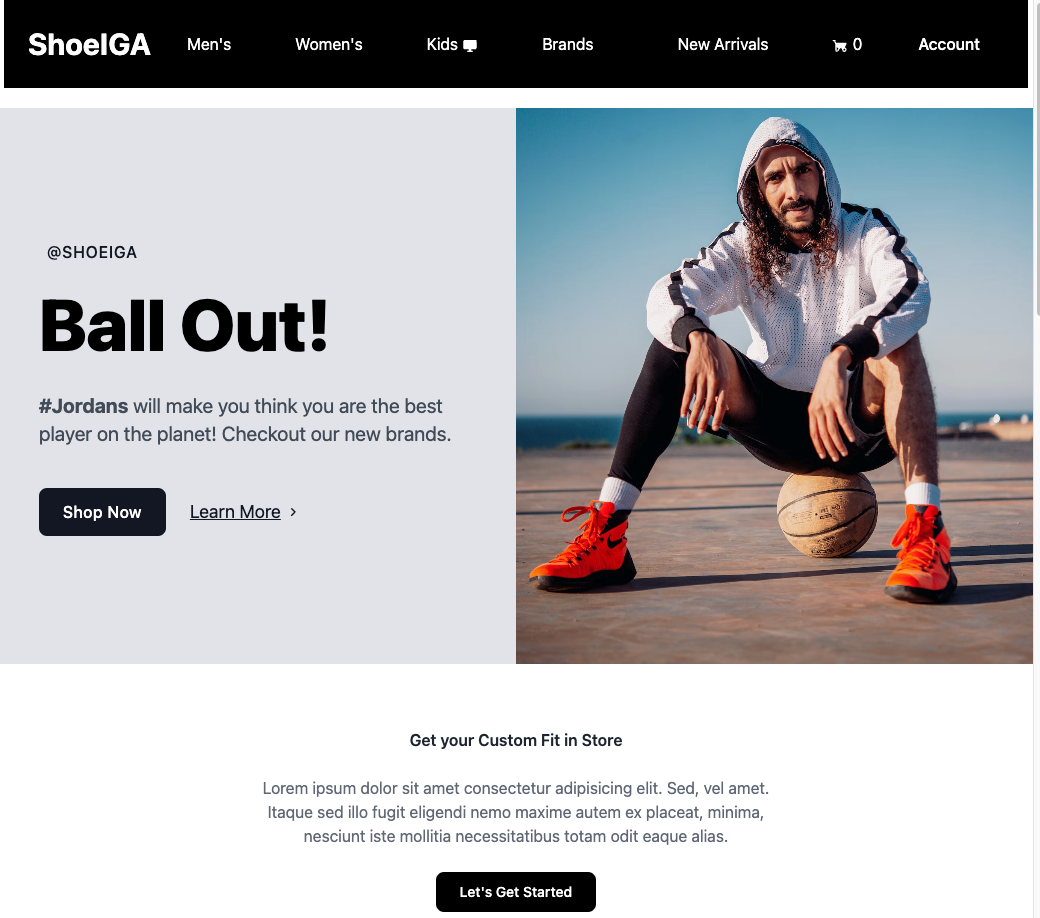 ShoeIGA Men's Women's Kids Brands New Arrivals 0 Account
@SHOEIGA
Ball Out!
#Jordans will make you think you are the best
player on the planet! Checkout our new brands.
Shop Now Learn More
Get your Custom Fit in Store
Lorem ipsum dolor sit amet consectetur adipisicing elit. Sed, vel amet.
Itaque sed illo fugit eligendi nemo maxime autem ex placeat, minima,
nesciunt iste mollitia necessitatibus totam odit eaque alias.
Let's Get Started